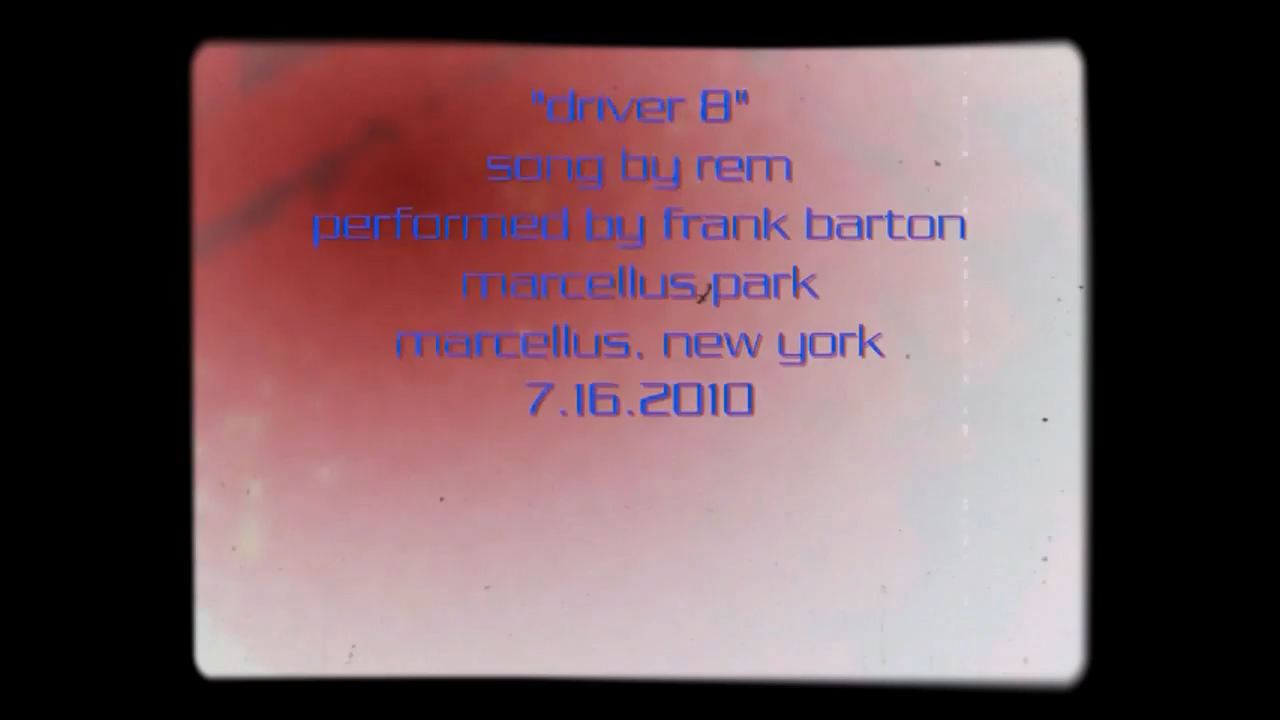 "driver 8"
song by rem
performed by frank barton
marcellus park
marcellus, new york
7.16.2010